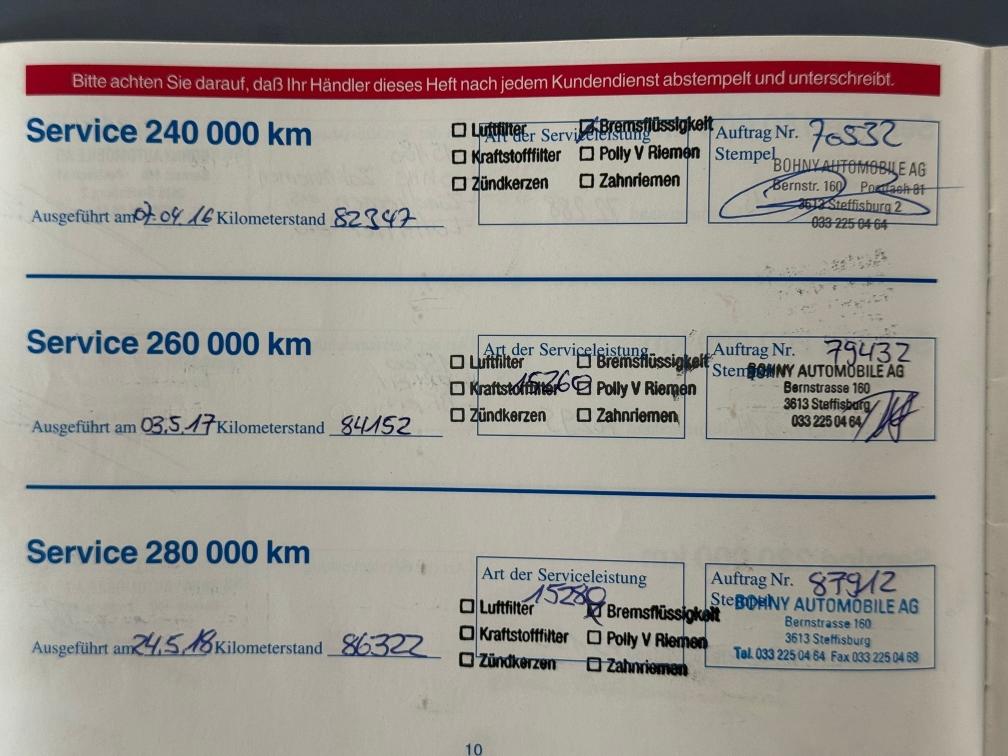 Bitte achten Sie darauf, daß Ihr Händler dieses Heft nach jedem Kundendienst abstempelt und unterschreibt.
Service 240 000 km
Ausgeführt am 07.04.16 Kilometerstand 82347
Art der Serviceleistung
Luftfilter Bremsflüssigkeit
Kraftstofffilter Polly V Riemen
Zündkerzen Zahnriemen
Auftrag Nr. 70532
Stempel
BOHNY AUTOMOBILE AG
Bernstr. 160 Postfach 81
3613 Steffisburg 2
033 225 04 64
Service 260 000 km
Ausgeführt am 03.5.17 Kilometerstand 84152
Art der Serviceleistung
Luftfilter Bremsflüssigkeit
15260
Kraftstofffilter Polly V Riemen
Zündkerzen Zahnriemen
Auftrag Nr. 79432
Stempel
BOHNY AUTOMOBILE AG
Bernstrasse 160
3613 Steffisburg
033 225 04 64
Service 280 000 km
Ausgeführt am 24.5.18 Kilometerstand 86322
Art der Serviceleistung
15280
Luftfilter Bremsflüssigkeit
Kraftstofffilter Polly V Riemen
Zündkerzen Zahnriemen
Auftrag Nr. 87912
Stempel
BOHNY AUTOMOBILE AG
Bernstrasse 160
3613 Steffisburg
Tel. 033 225 04 64 Fax 033 225 04 68
10